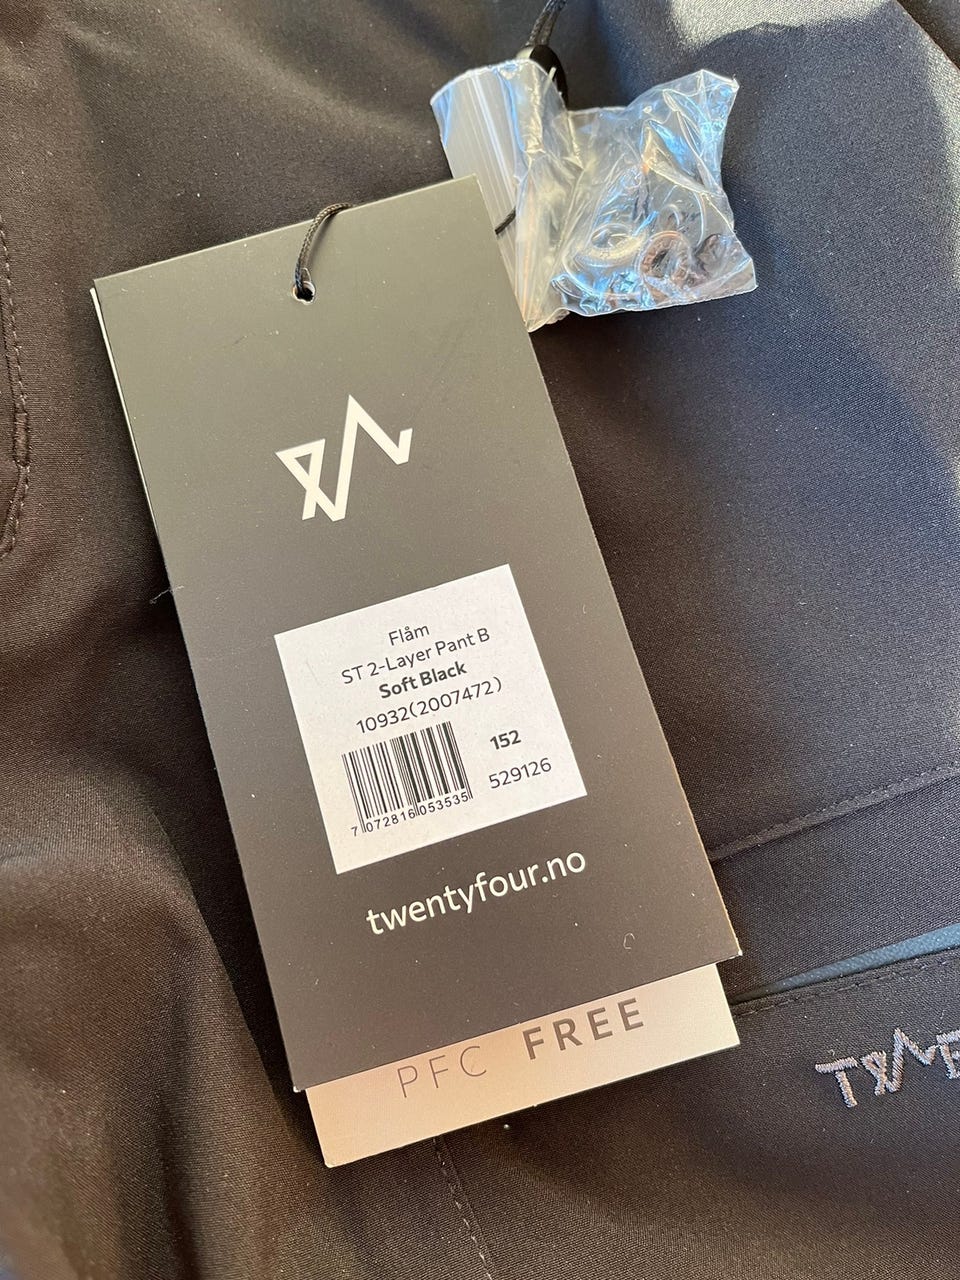 Flåm
ST 2-Layer Pant B
Soft Black
10932(2007472)
152
529126
7 072816 053535
twentyfour.no
PFC FREE